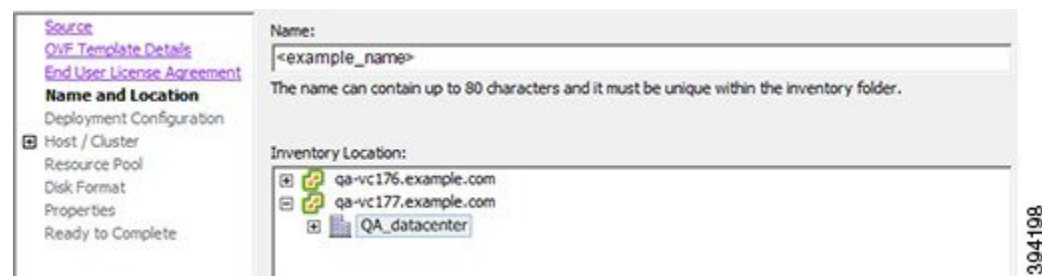 Source
OVF Template Details
End User License Agreement
Name and Location
Deployment Configuration
Host / Cluster
Resource Pool
Disk Format
Properties
Ready to Complete
Name:
<example_name>
The name can contain up to 80 characters and it must be unique within the inventory folder.
Inventory Location:
qa-vc176.example.com
qa-vc177.example.com
QA_datacenter
394198